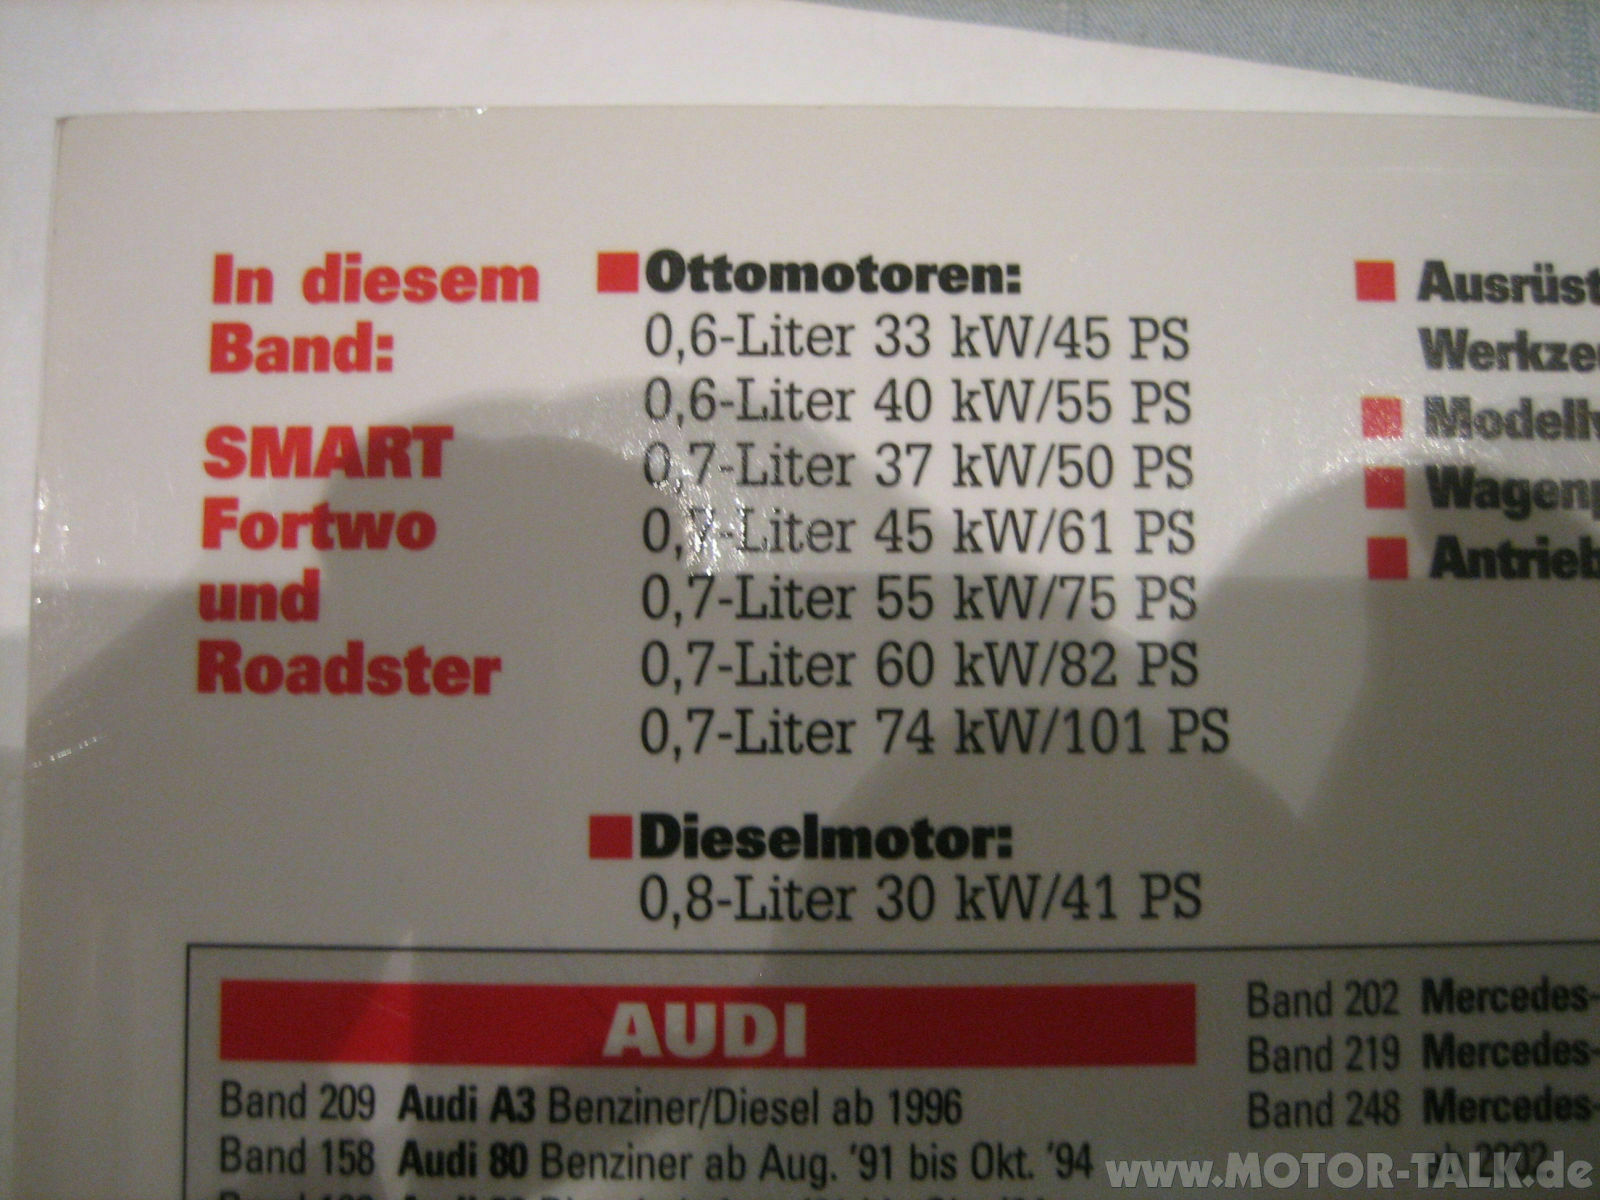 In diesem
Band:
SMART
Fortwo
und
Roadster
Ottomotoren:
0,6-Liter 33 kW/45 PS
0,6-Liter 40 kW/55 PS
0,7-Liter 37 kW/50 PS
0,7-Liter 45 kW/61 PS
0,7-Liter 55 kW/75 PS
0,7-Liter 60 kW/82 PS
0,7-Liter 74 kW/101 PS
Dieselmotor:
0,8-Liter 30 kW/41 PS
Ausrüst
Werkze
Modell
Wagen
Antrieb
AUDI
Band 209 Audi A3 Benziner/Diesel ab 1996
Band 158 Audi 80 Benziner ab Aug. '91 bis Okt. '94
Band 202 Mercedes-
Band 219 Mercedes-
Band 248 Mercedes-
www.MOTOR-TALK.de